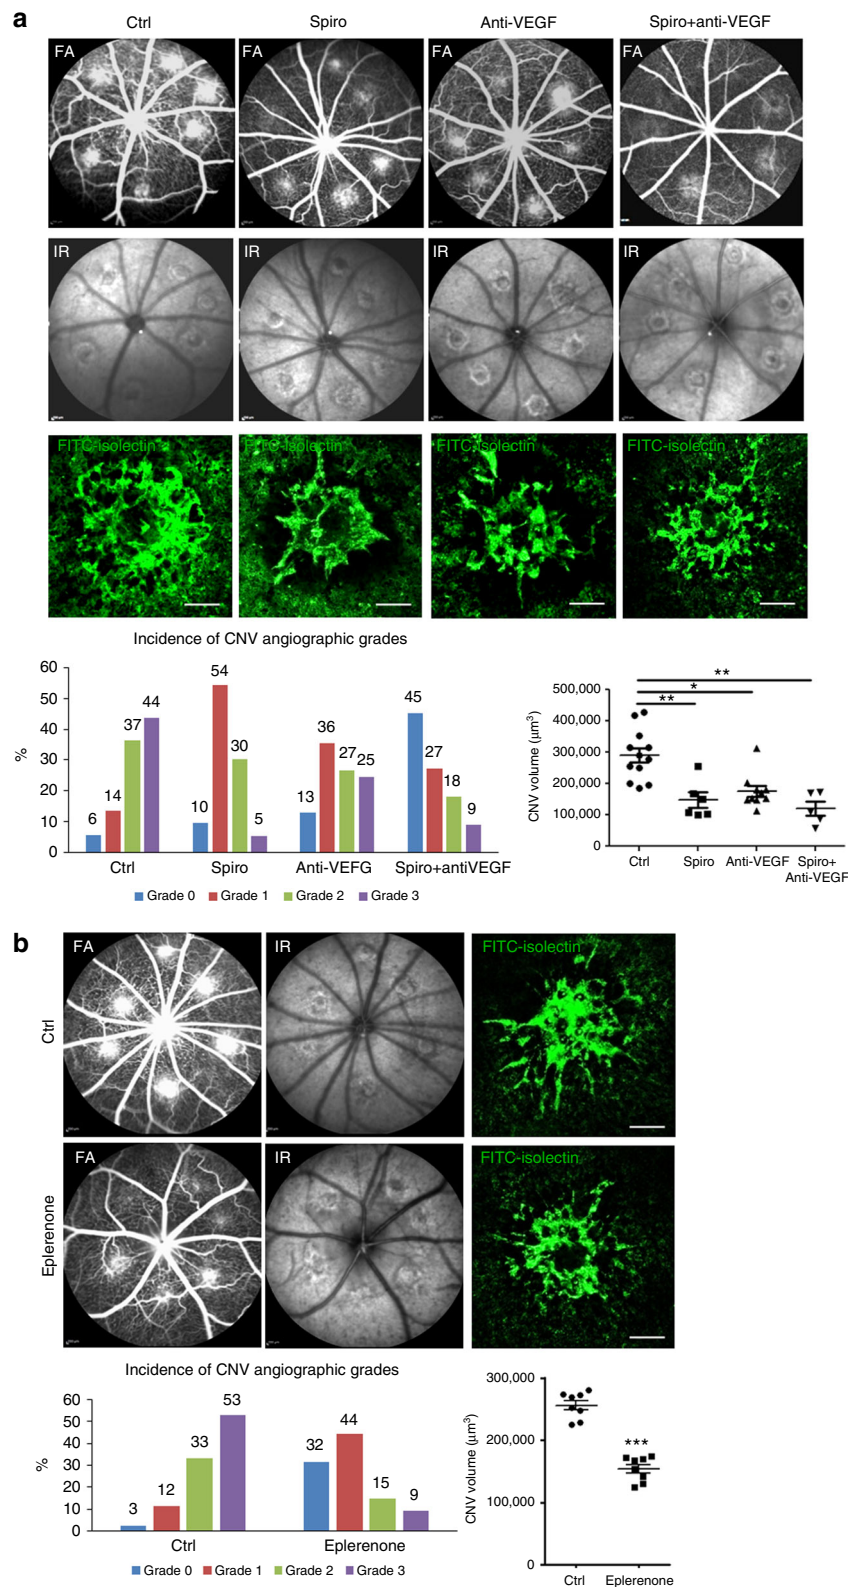 a
Ctrl Spiro Anti-VEGF Spiro+anti-VEGF
FA FA FA FA
IR IR IR IR
FITC-isolectin FITC-isolectin FITC-isolectin FITC-isolectin
Incidence of CNV angiographic grades
%
60
50
40
30
20
10
0
6 14 37 44
10 54 30 5
13 36 27 25
45 27 18 9
Ctrl Spiro Anti-VEFG Spiro+antiVEGF
Grade 0 Grade 1 Grade 2 Grade 3
CNV volume (µm³)
500,000
400,000
300,000
200,000
100,000
0
**
*
**
Ctrl Spiro Anti-VEGF Spiro+
Anti-VEGF
b
Ctrl
FA IR FITC-isolectin
Eplerenone
FA IR FITC-isolectin
Incidence of CNV angiographic grades
%
60
50
40
30
20
10
0
3 12 33 53
32 44 15 9
Ctrl Eplerenone
Grade 0 Grade 1 Grade 2 Grade 3
CNV volume (µm³)
300,000
200,000
100,000
0
***
Ctrl Eplerenone